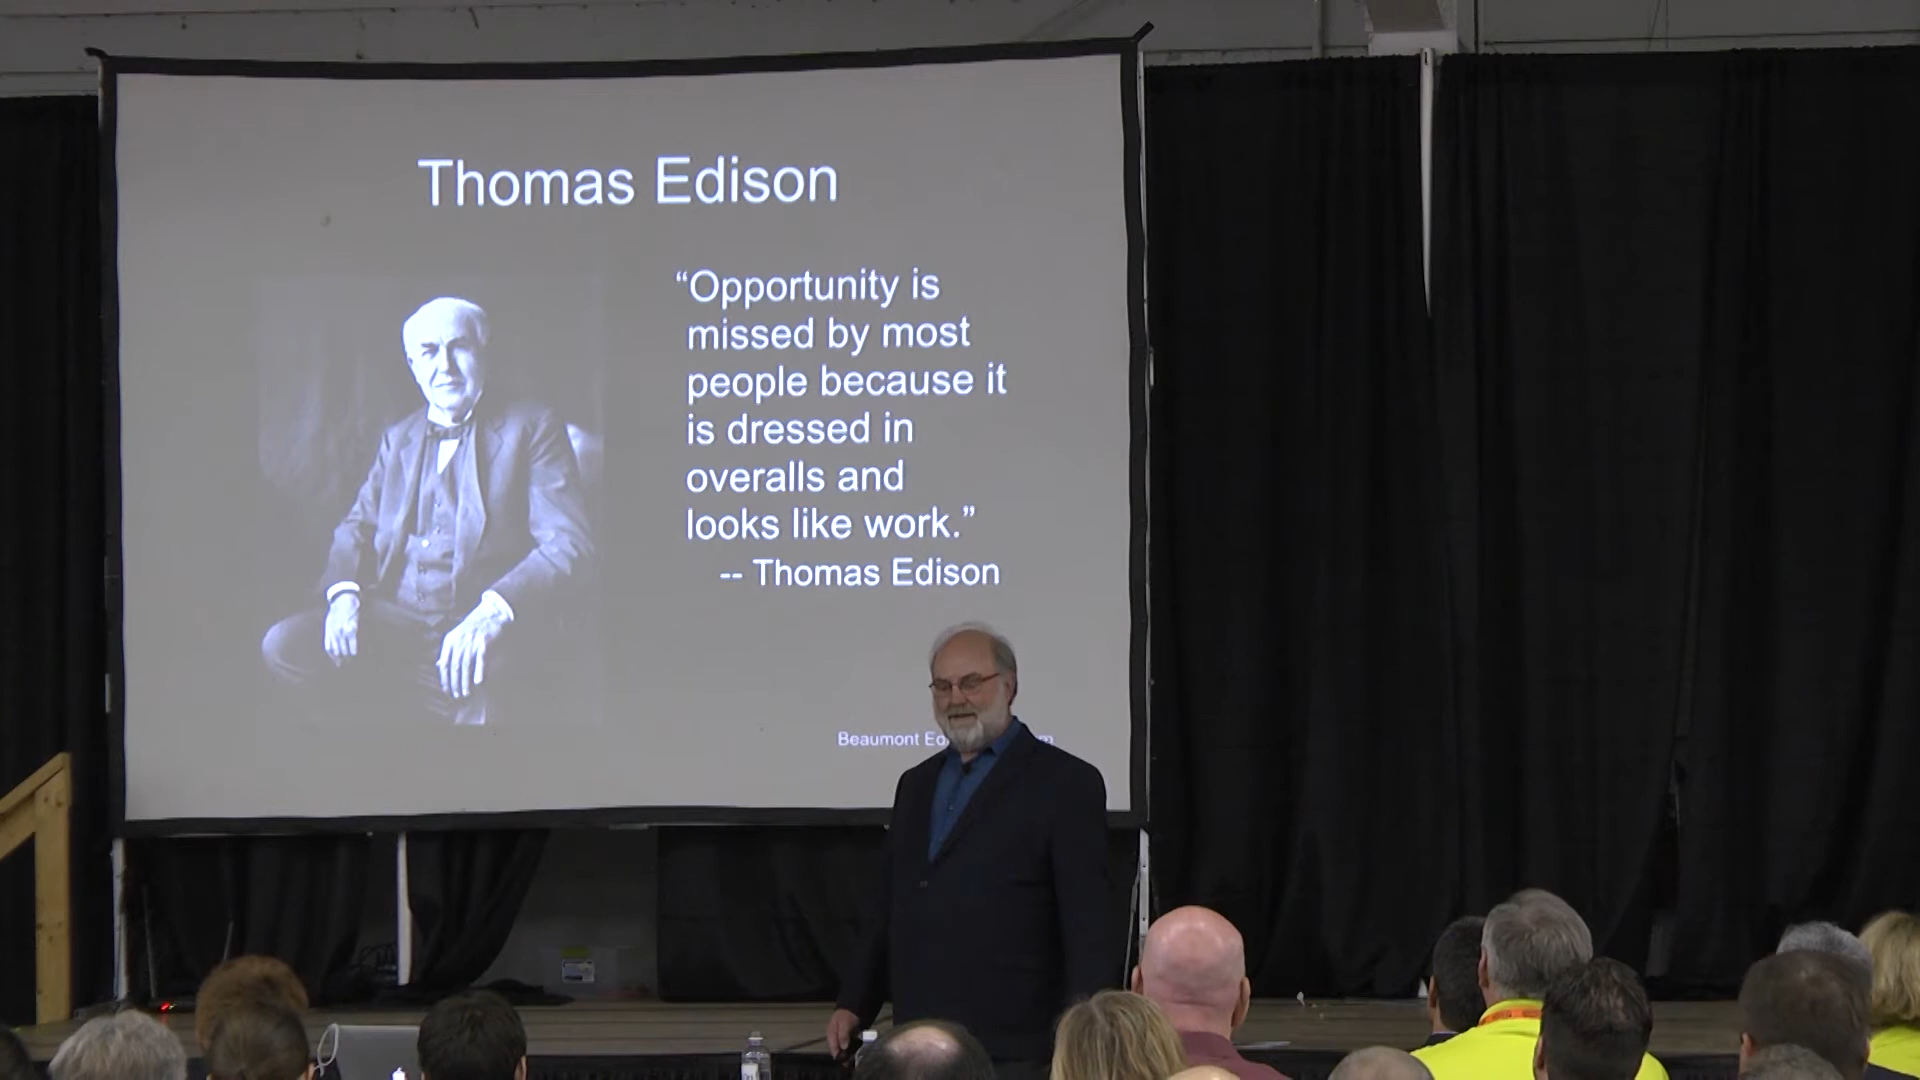 Thomas Edison
“Opportunity is
missed by most
people because it
is dressed in
overalls and
looks like work.”
-- Thomas Edison
Beaumont